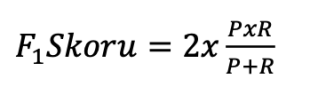 F₁Skoru = 2x PxR / P+R